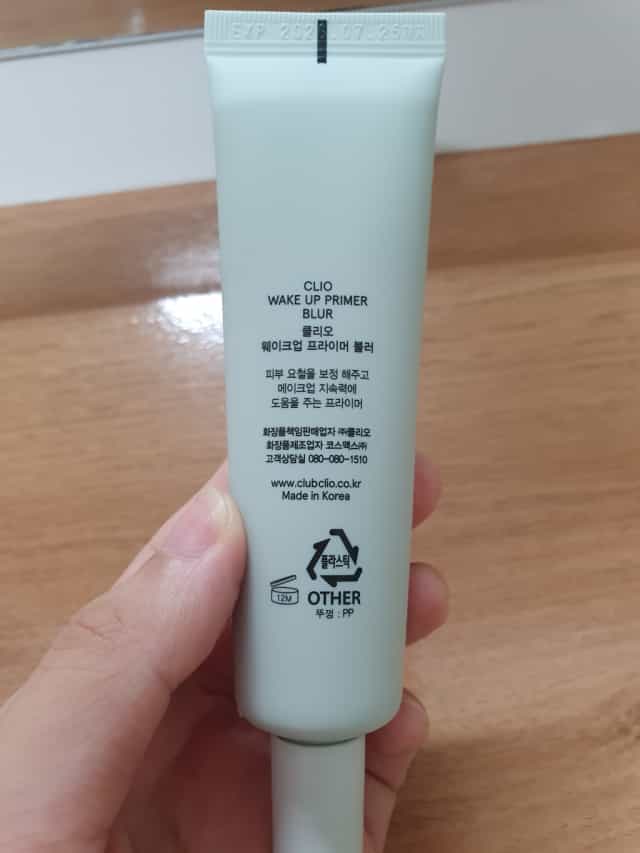 CLIO
WAKE UP PRIMER
BLUR
클리오
웨이크업 프라이머 블러
피부 요철을 보정 해주고
메이크업 지속력에
도움을 주는 프라이머
화장품책임판매업자 ㈜클리오
화장품제조업자 코스맥스㈜
고객상담실 080-080-1510
www.clubclio.co.kr
Made in Korea
플라스틱
12M
OTHER
뚜껑 : PP